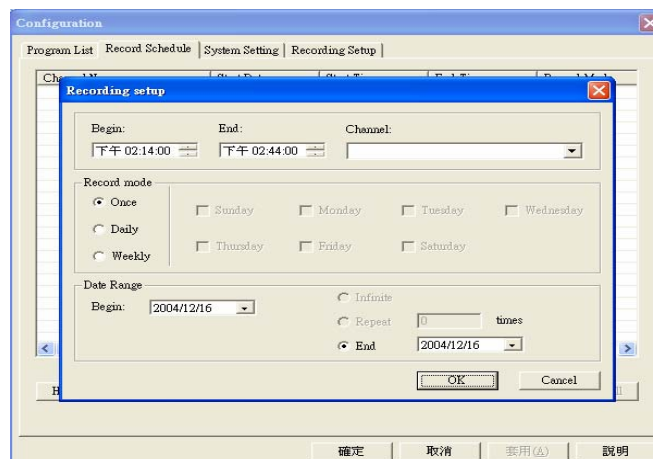 Configuration
Program List Record Schedule System Setting Recording Setup
Recording setup
Begin: End: Channel:
下午 02:14:00 下午 02:44:00
Record mode
Once Sunday Monday Tuesday Wednesday
Daily
Thursday Friday Saturday
Weekly
Date Range
Infinite
Begin: 2004/12/16
Repeat 0 times
End 2004/12/16
OK Cancel
確定 取消 套用(A) 說明